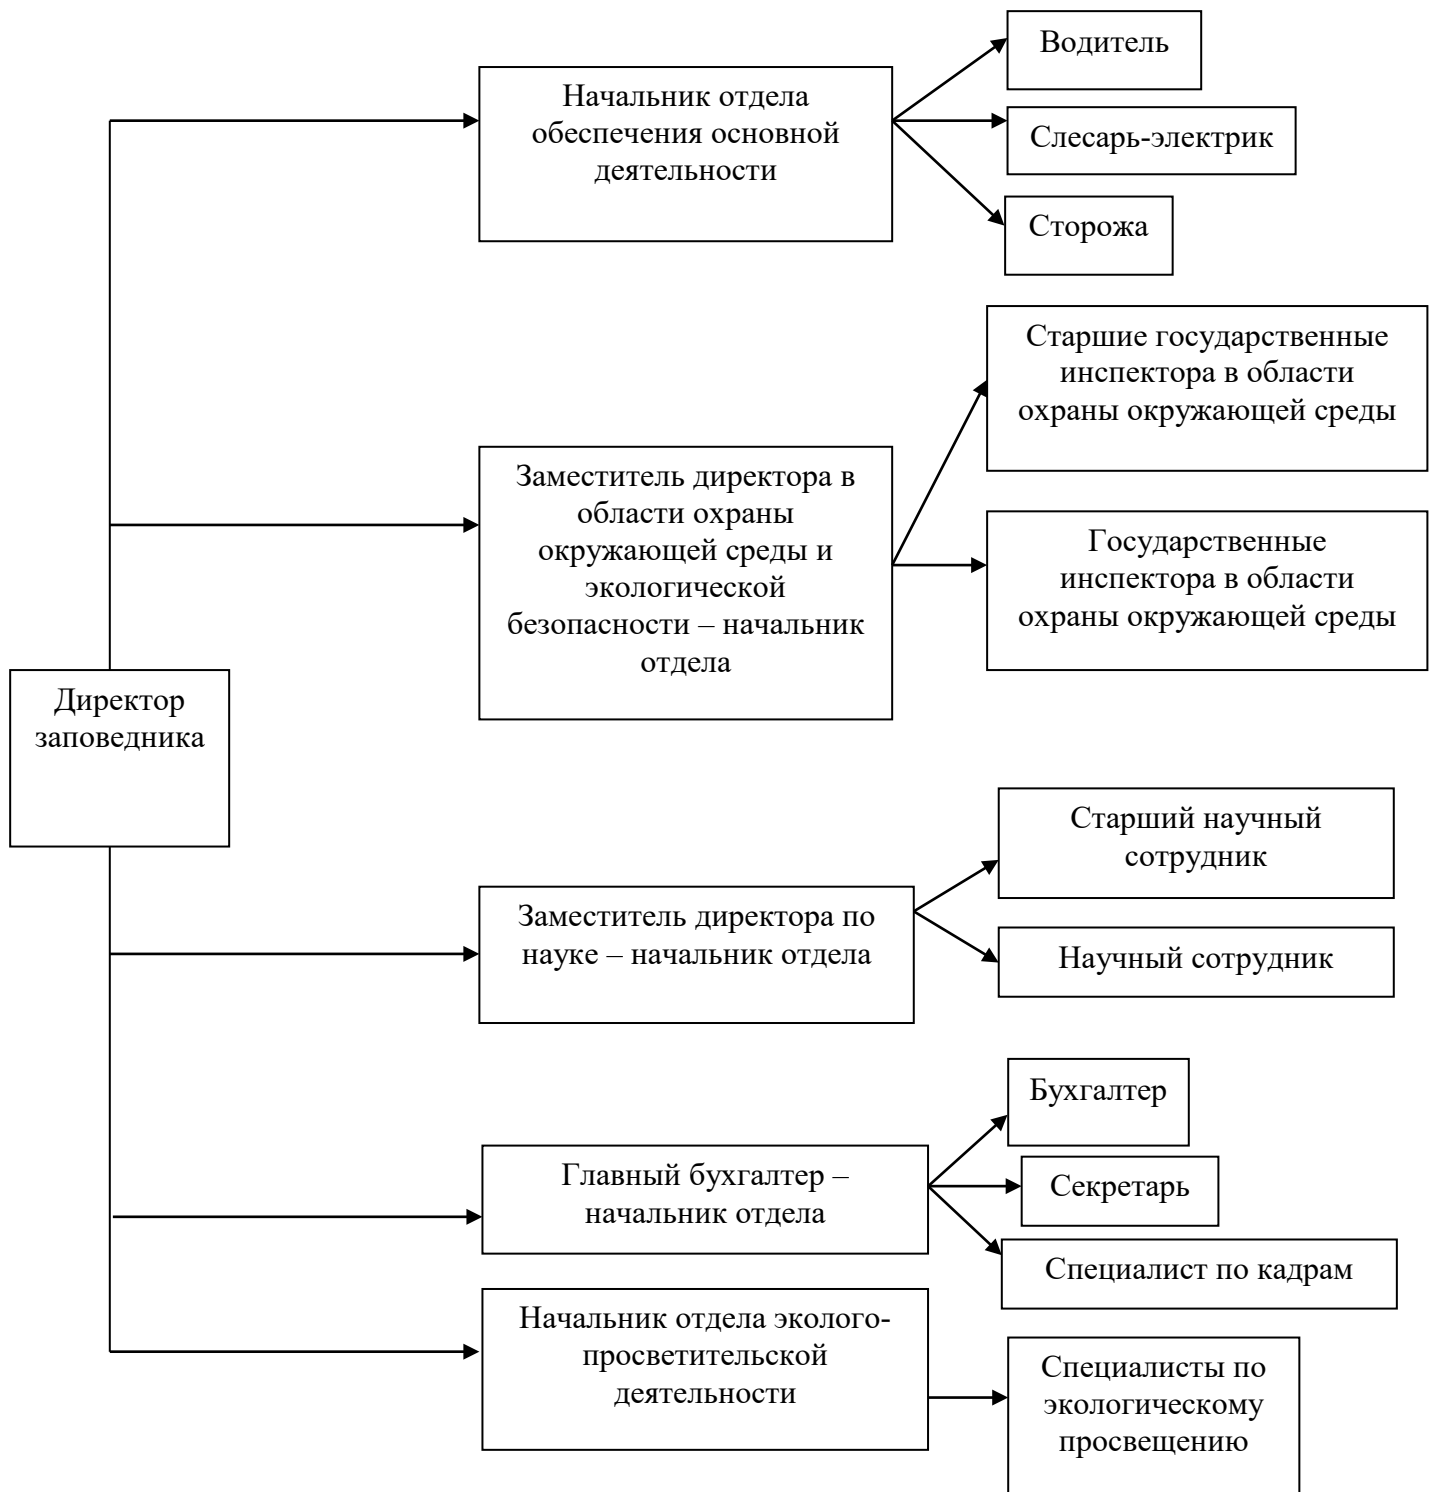 Водитель
Начальник отдела
обеспечения основной
деятельности
Слесарь-электрик
Сторожа
Старшие государственные
инспектора в области
охраны окружающей среды
Заместитель директора в
области охраны
окружающей среды и
экологической
безопасности – начальник
отдела
Государственные
инспектора в области
охраны окружающей среды
Директор
заповедника
Старший научный
сотрудник
Заместитель директора по
науке – начальник отдела
Научный сотрудник
Бухгалтер
Главный бухгалтер –
начальник отдела
Секретарь
Специалист по кадрам
Начальник отдела эколого-
просветительской
деятельности
Специалисты по
экологическому
просвещению